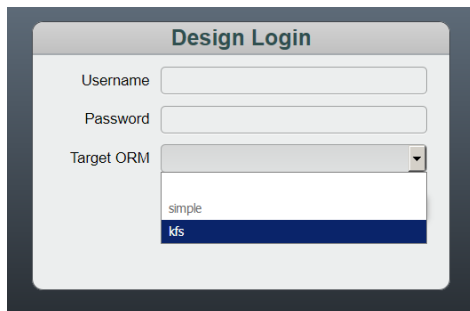 Design Login
Username
Password
Target ORM
simple
kfs